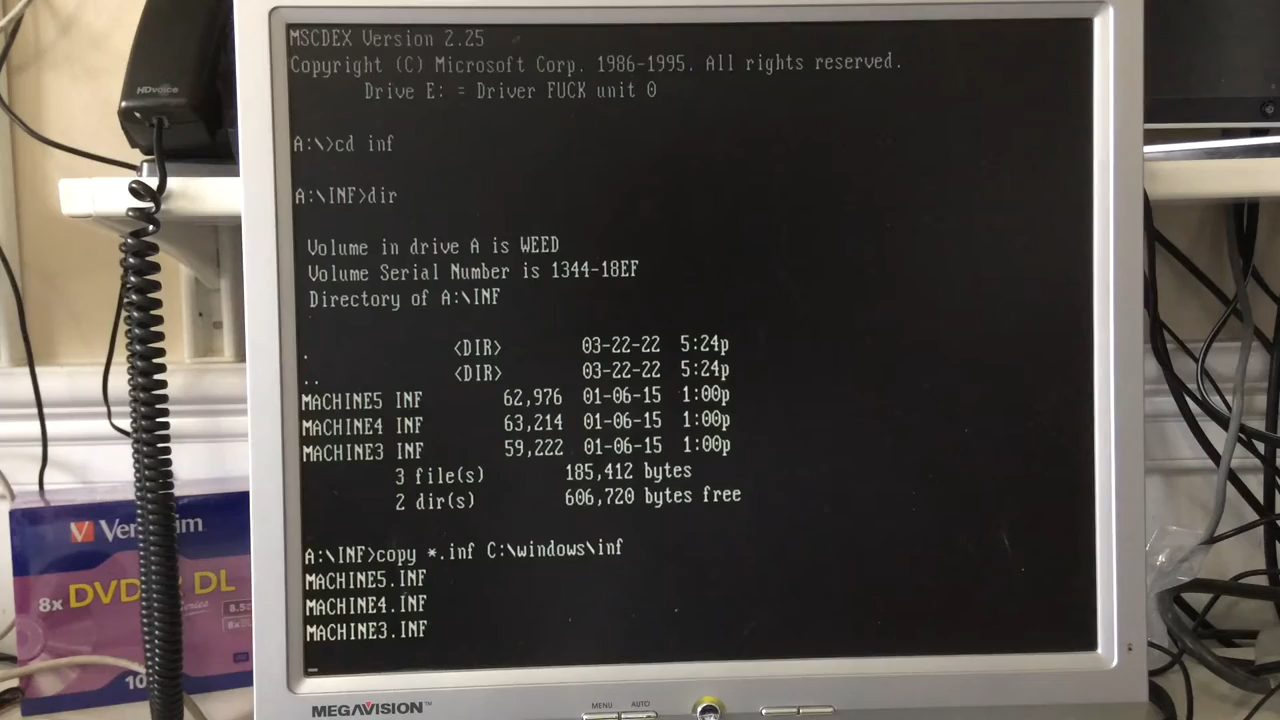 MSCDEX Version 2.25
Copyright (C) Microsoft Corp. 1986-1995. All rights reserved.
Drive E: = Driver FUCK unit 0
A:\>cd inf
A:\INF>dir
Volume in drive A is WEED
Volume Serial Number is 1344-18EF
Directory of A:\INF
. <DIR> 03-22-22 5:24p
.. <DIR> 03-22-22 5:24p
MACHINE5 INF 62,976 01-06-15 1:00p
MACHINE4 INF 63,214 01-06-15 1:00p
MACHINE3 INF 59,222 01-06-15 1:00p
3 file(s) 185,412 bytes
2 dir(s) 606,720 bytes free
A:\INF>copy *.inf C:\windows\inf
MACHINE5.INF
MACHINE4.INF
MACHINE3.INF
_
MEGAVISION™
MENU AUTO
HDvoice
8x DL
8.5
8x
10